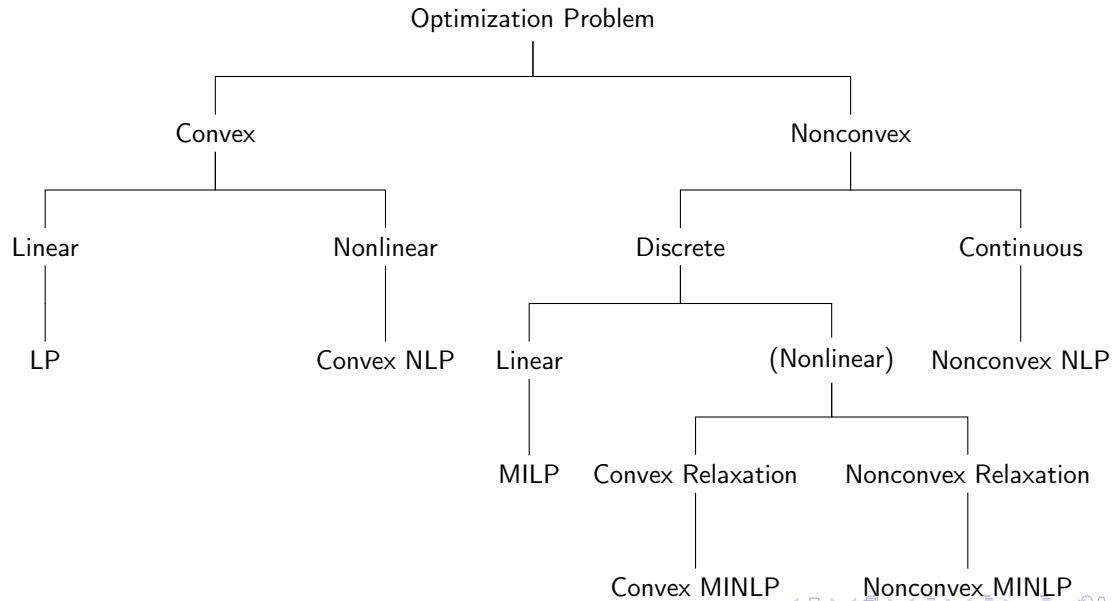 Optimization Problem
Convex Nonconvex
Linear Nonlinear Discrete Continuous
LP Convex NLP Linear (Nonlinear) Nonconvex NLP
MILP Convex Relaxation Nonconvex Relaxation
Convex MINLP Nonconvex MINLP